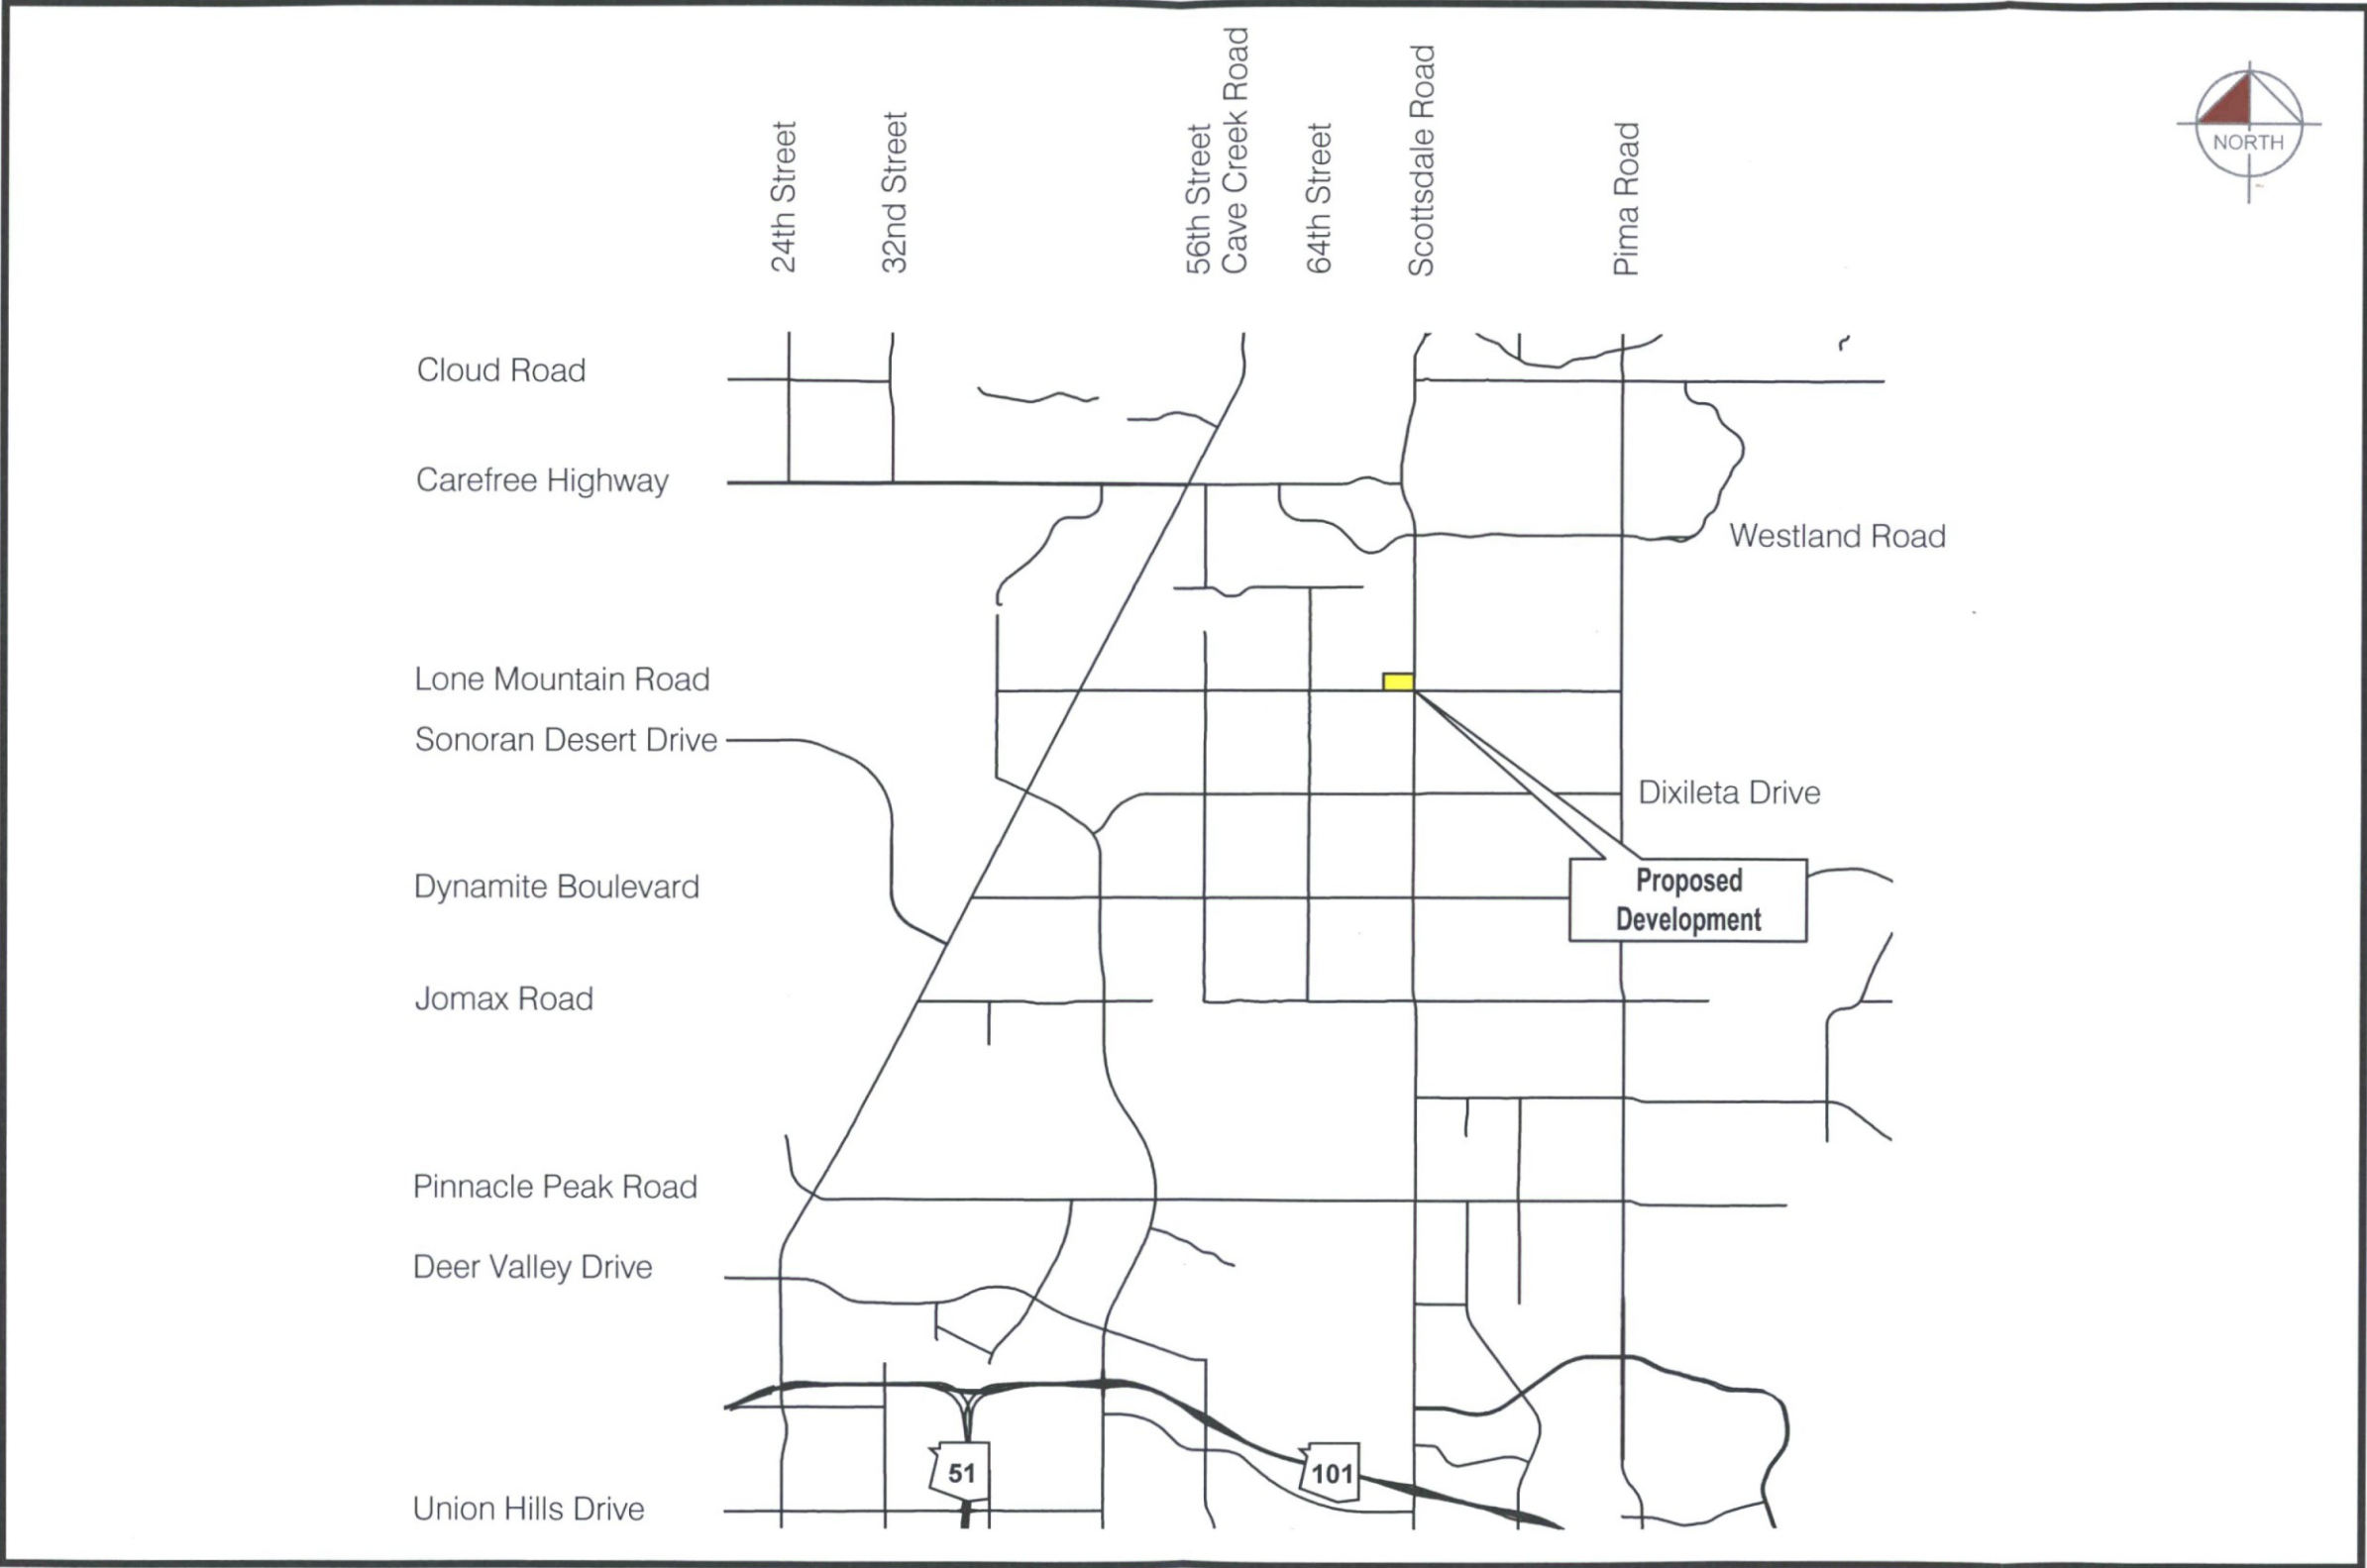 24th Street
32nd Street
56th Street
Cave Creek Road
64th Street
Scottsdale Road
Pima Road
NORTH
Cloud Road
Carefree Highway
Westland Road
Lone Mountain Road
Sonoran Desert Drive
Dixileta Drive
Dynamite Boulevard
Proposed
Development
Jomax Road
Pinnacle Peak Road
Deer Valley Drive
51
101
Union Hills Drive